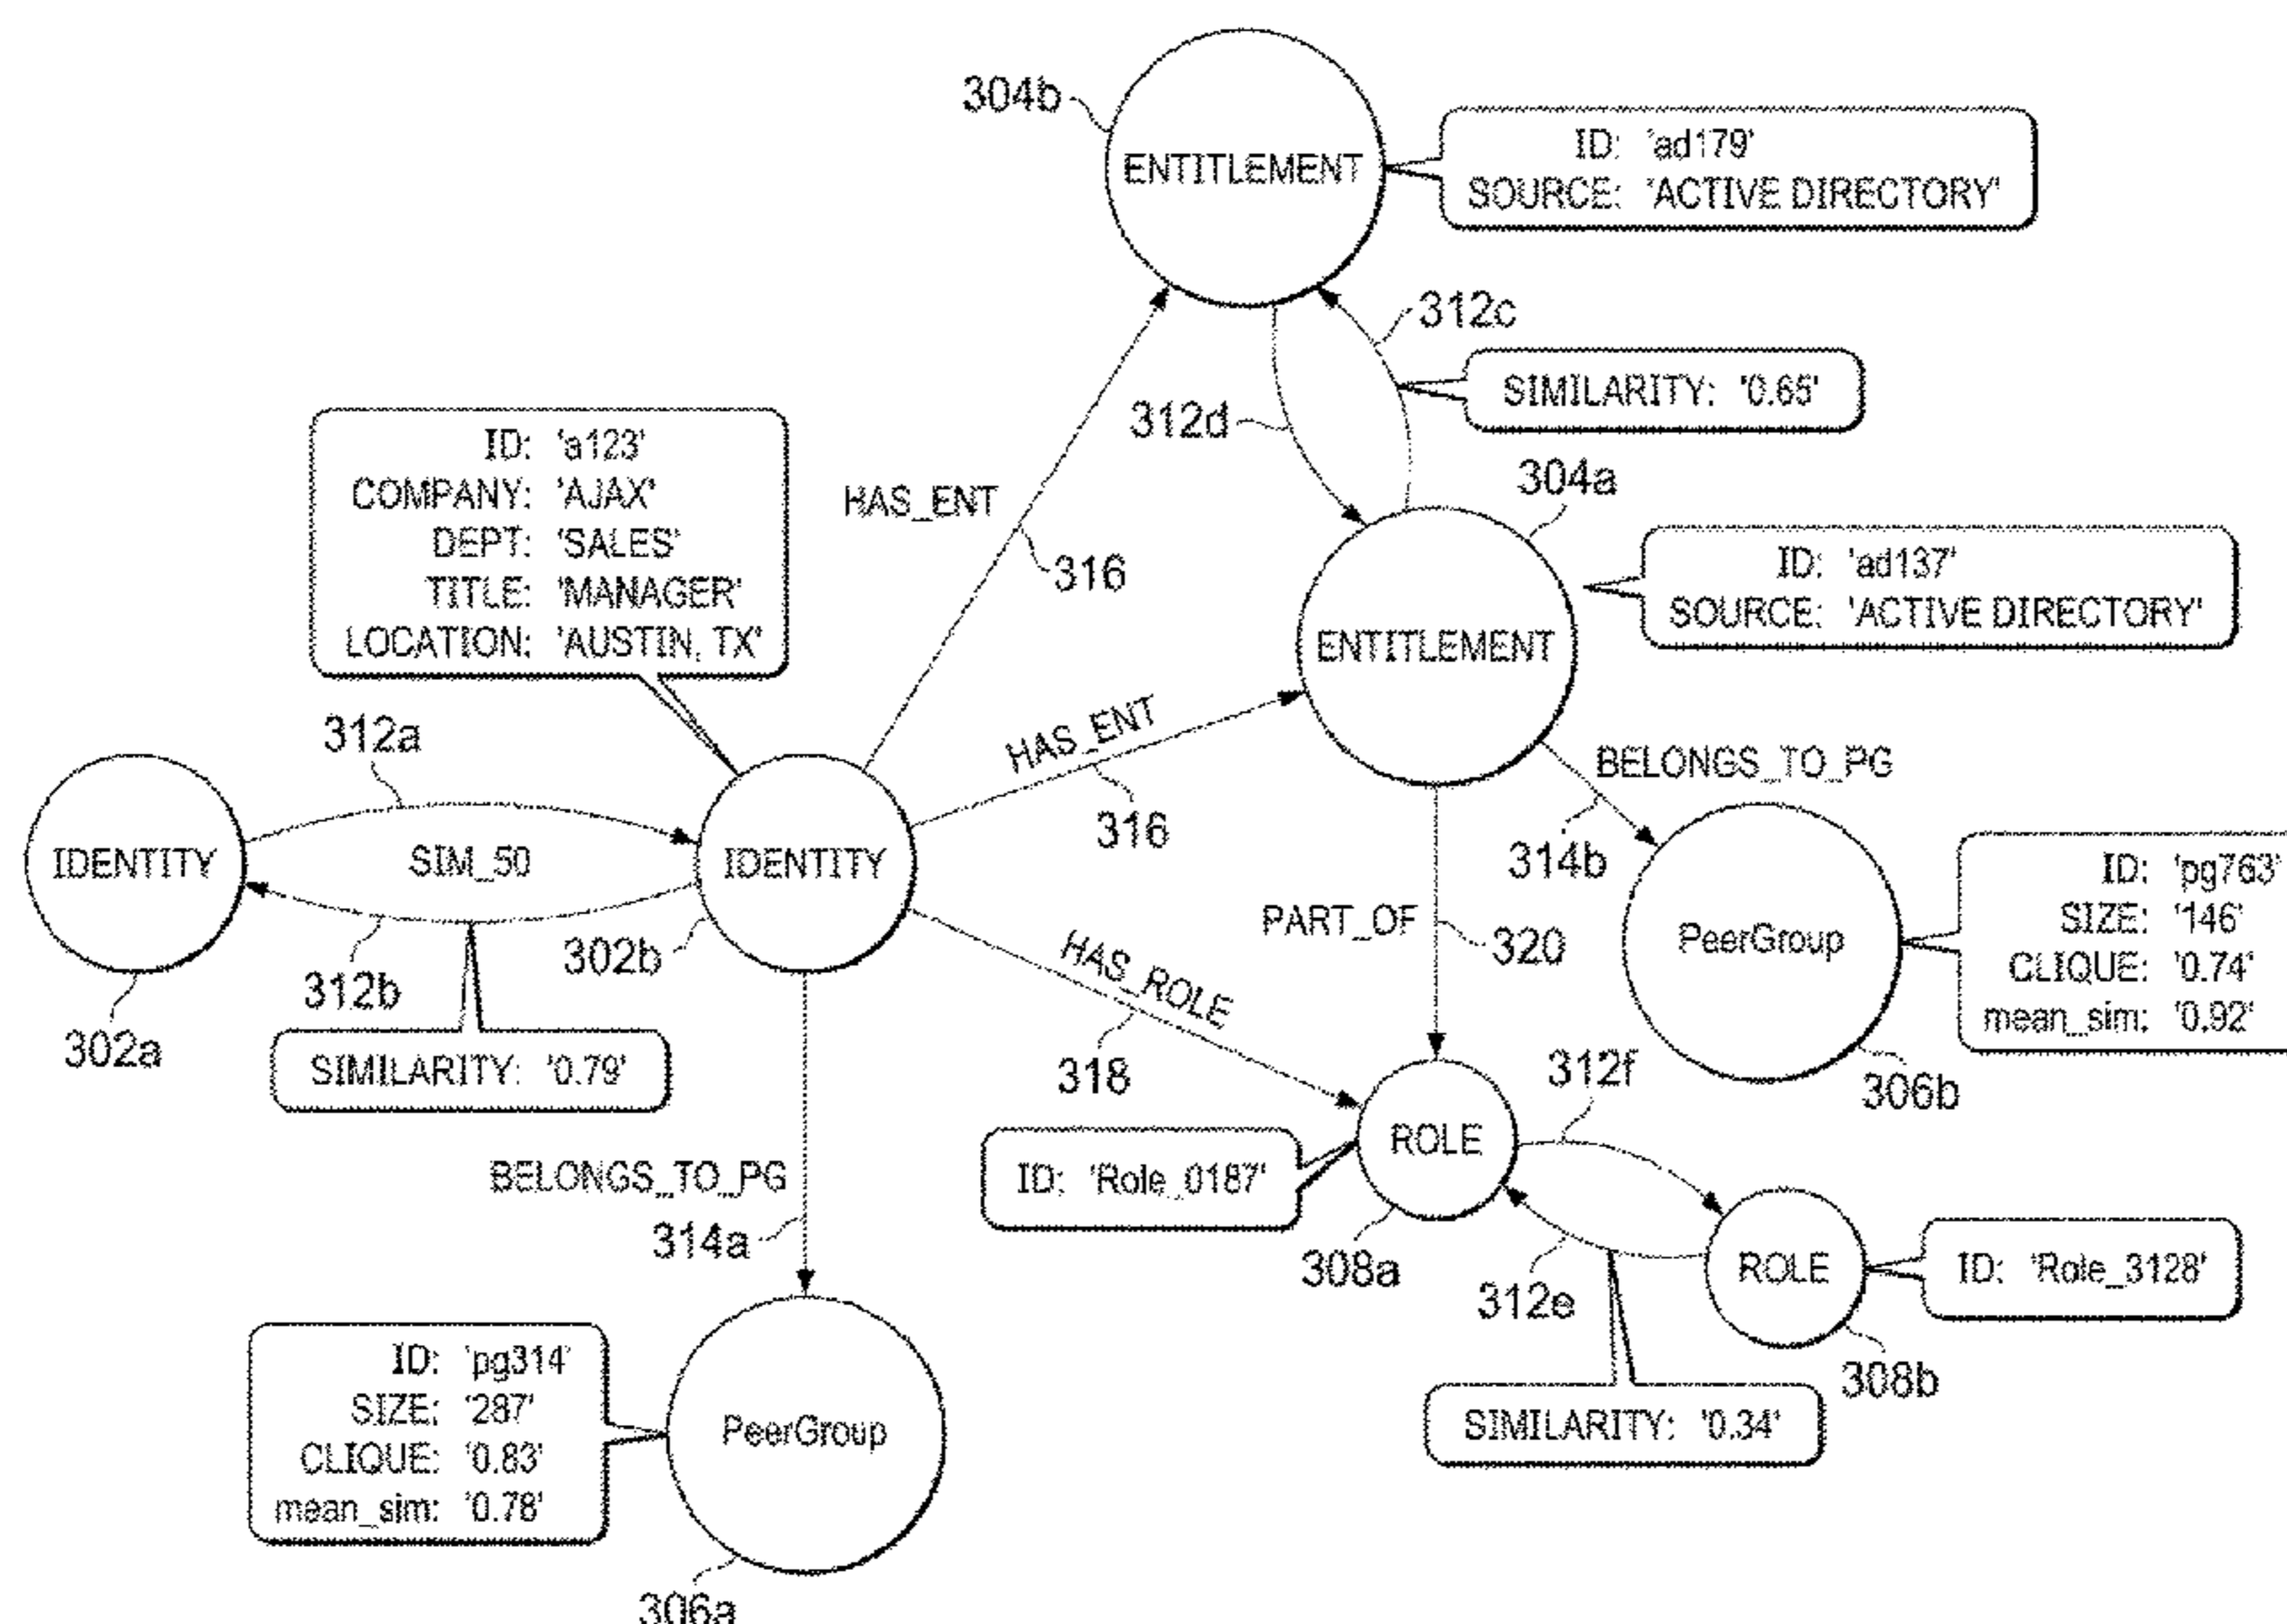 304b
ENTITLEMENT
ID: 'ad179'
SOURCE: 'ACTIVE DIRECTORY'
312c
SIMILARITY: '0.65'
312d
304a
ID: 'a123'
COMPANY: 'AJAX'
DEPT: 'SALES'
TITLE: 'MANAGER'
LOCATION: 'AUSTIN, TX'
HAS_ENT
316
ID: 'ad137'
SOURCE: 'ACTIVE DIRECTORY'
ENTITLEMENT
312a
HAS_ENT
316
BELONGS_TO_PG
314b
IDENTITY
SIM_50
IDENTITY
302b
312b
302a
SIMILARITY: '0.79'
PART_OF
320
PeerGroup
ID: 'pg763'
SIZE: '146'
CLIQUE: '0.74'
mean_sim: '0.92'
306b
HAS_ROLE
318
312f
ROLE
ID: 'Role_0187'
308a
312e
ROLE
ID: 'Role_3128'
308b
SIMILARITY: '0.34'
BELONGS_TO_PG
314a
ID: 'pg314'
SIZE: '287'
CLIQUE: '0.83'
mean_sim: '0.78'
PeerGroup
306a